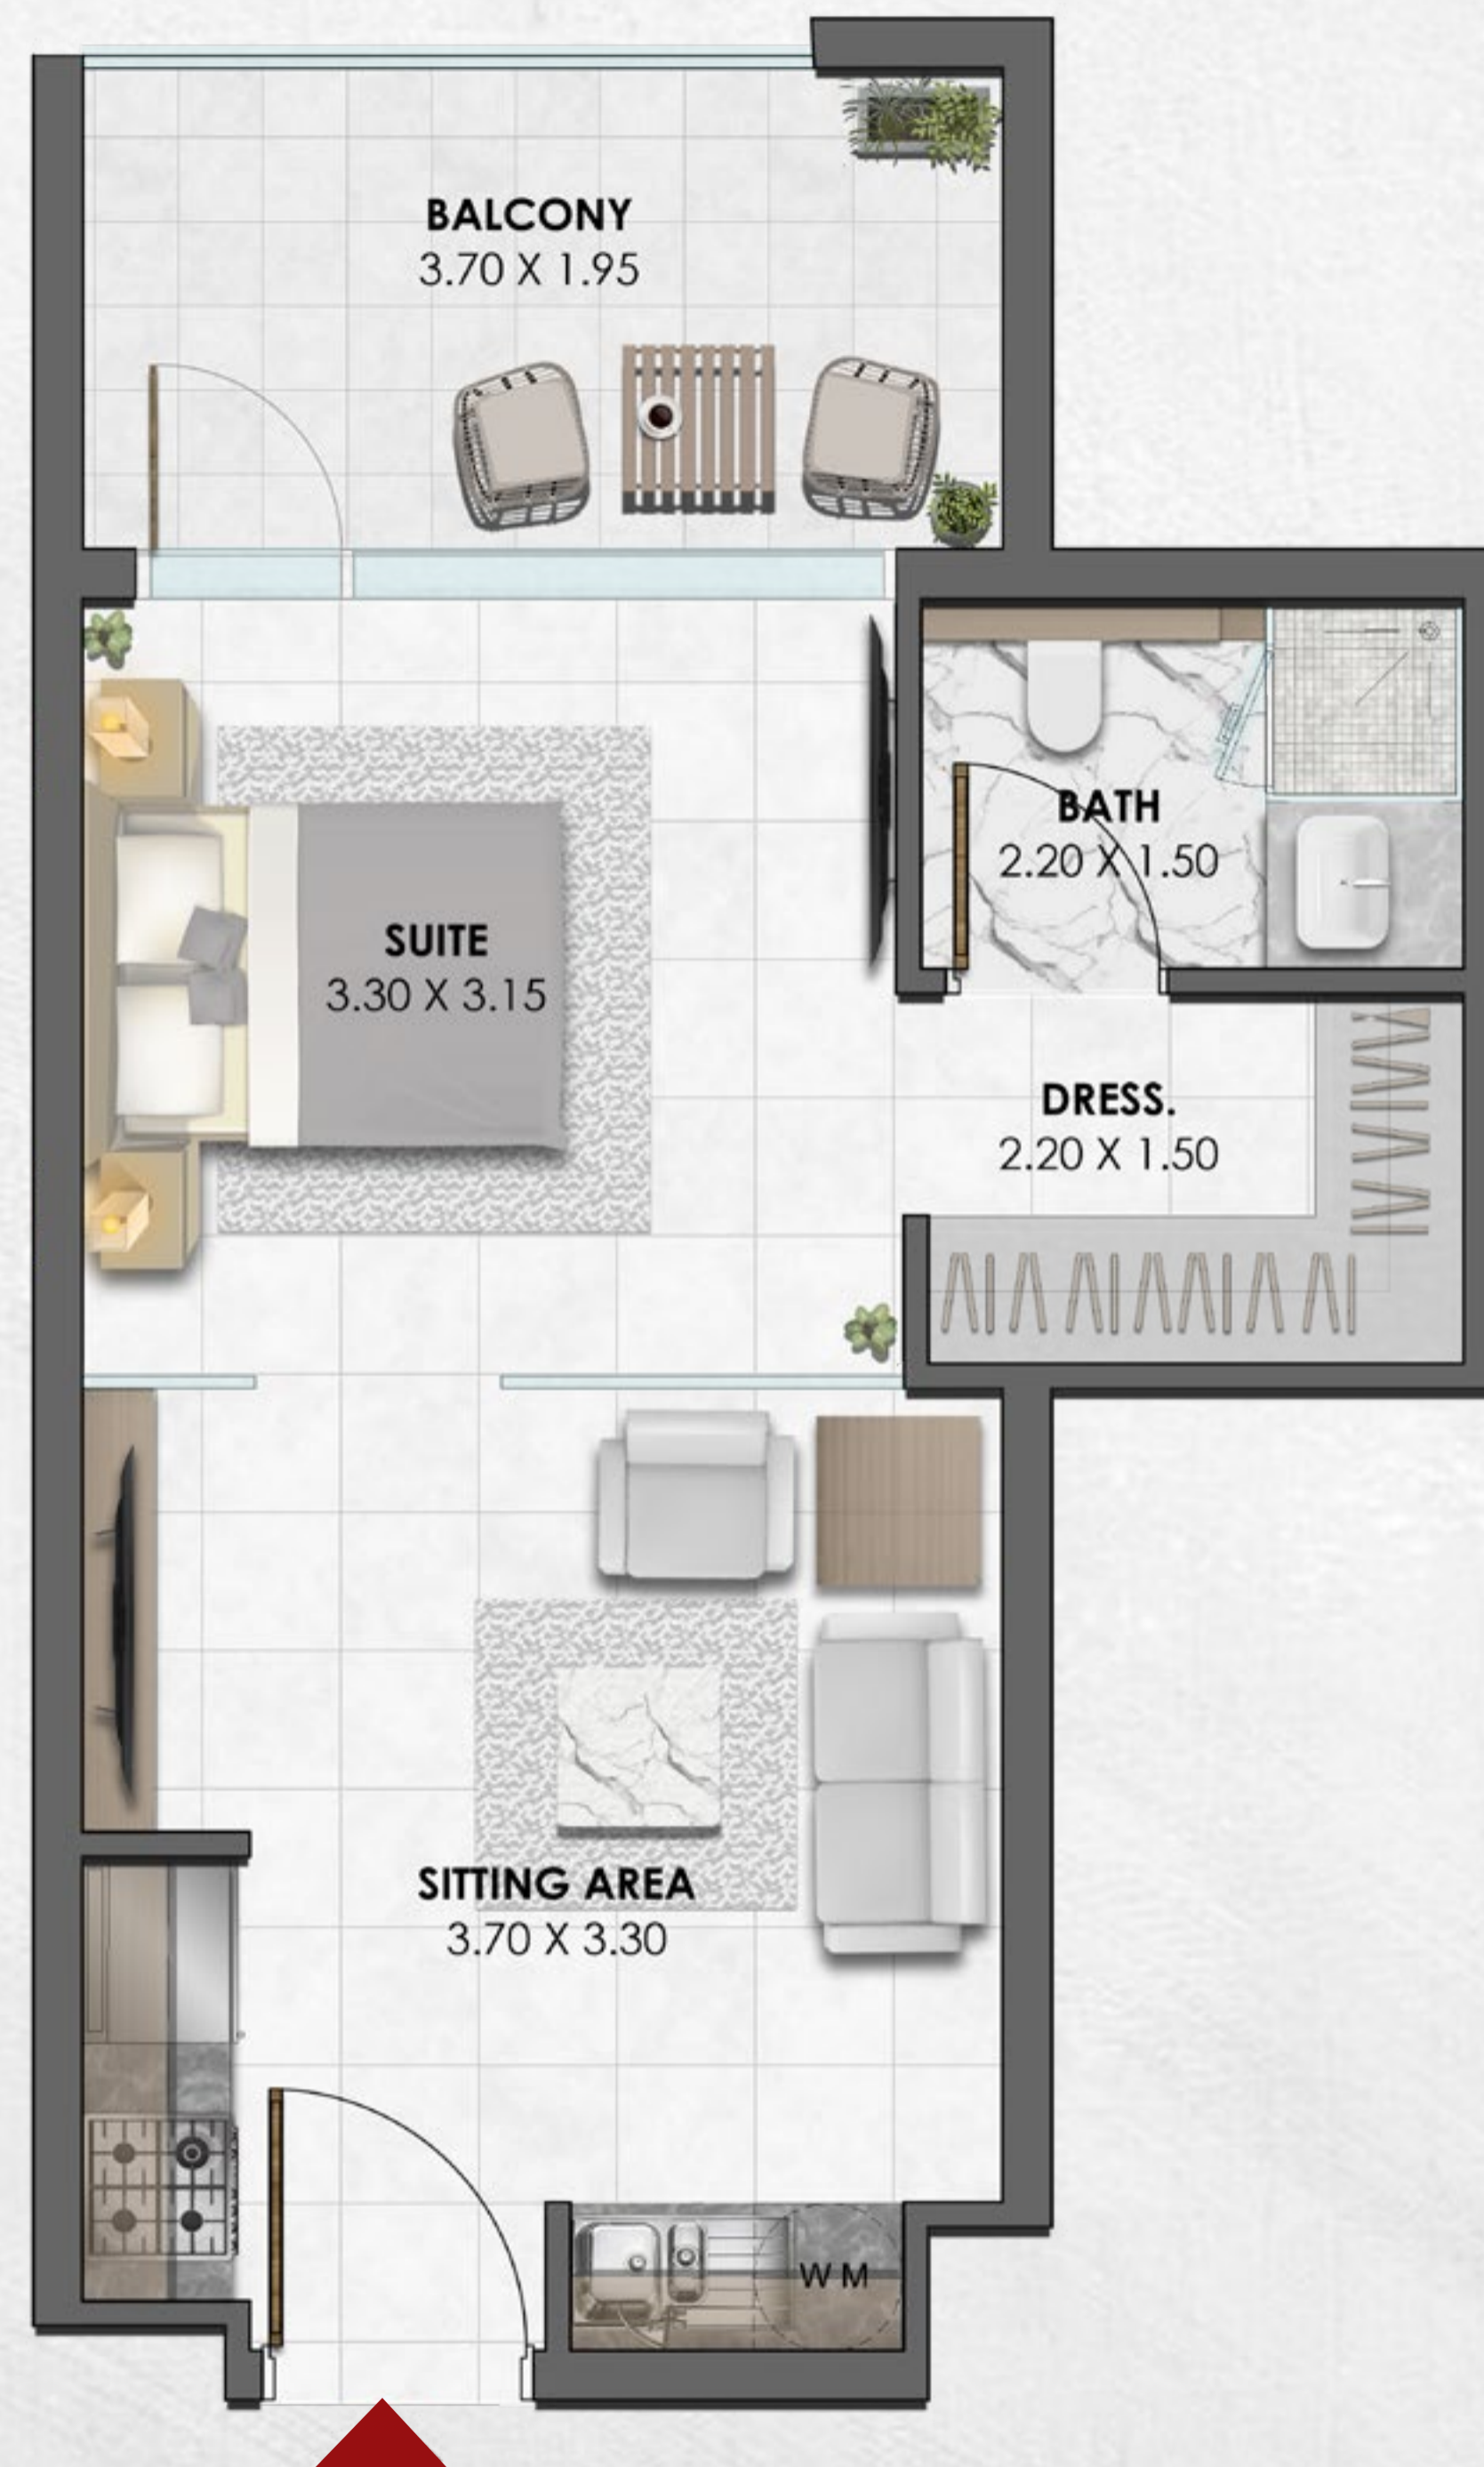 BALCONY
3.70 X 1.95
SUITE
3.30 X 3.15
BATH
2.20 X 1.50
DRESS.
2.20 X 1.50
SITTING AREA
3.70 X 3.30
W M